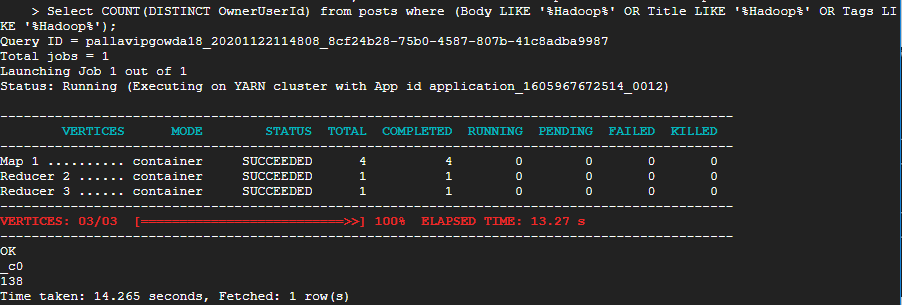 > Select COUNT(DISTINCT OwnerUserId) from posts where (Body LIKE '%Hadoop%' OR Title LIKE '%Hadoop%' OR Tags LI
KE '%Hadoop%');
Query ID = pallavipgowda18_20201122114808_8cf24b28-75b0-4587-807b-41c8adba9987
Total jobs = 1
Launching Job 1 out of 1
Status: Running (Executing on YARN cluster with App id application_1605967672514_0012)
----------------------------------------------------------------------------------------------
VERTICES MODE STATUS TOTAL COMPLETED RUNNING PENDING FAILED KILLED
----------------------------------------------------------------------------------------------
Map 1 .......... container SUCCEEDED 4 4 0 0 0 0
Reducer 2 ...... container SUCCEEDED 1 1 0 0 0 0
Reducer 3 ...... container SUCCEEDED 1 1 0 0 0 0
----------------------------------------------------------------------------------------------
VERTICES: 03/03 [==========================>>] 100% ELAPSED TIME: 13.27 s
----------------------------------------------------------------------------------------------
OK
_c0
138
Time taken: 14.265 seconds, Fetched: 1 row(s)